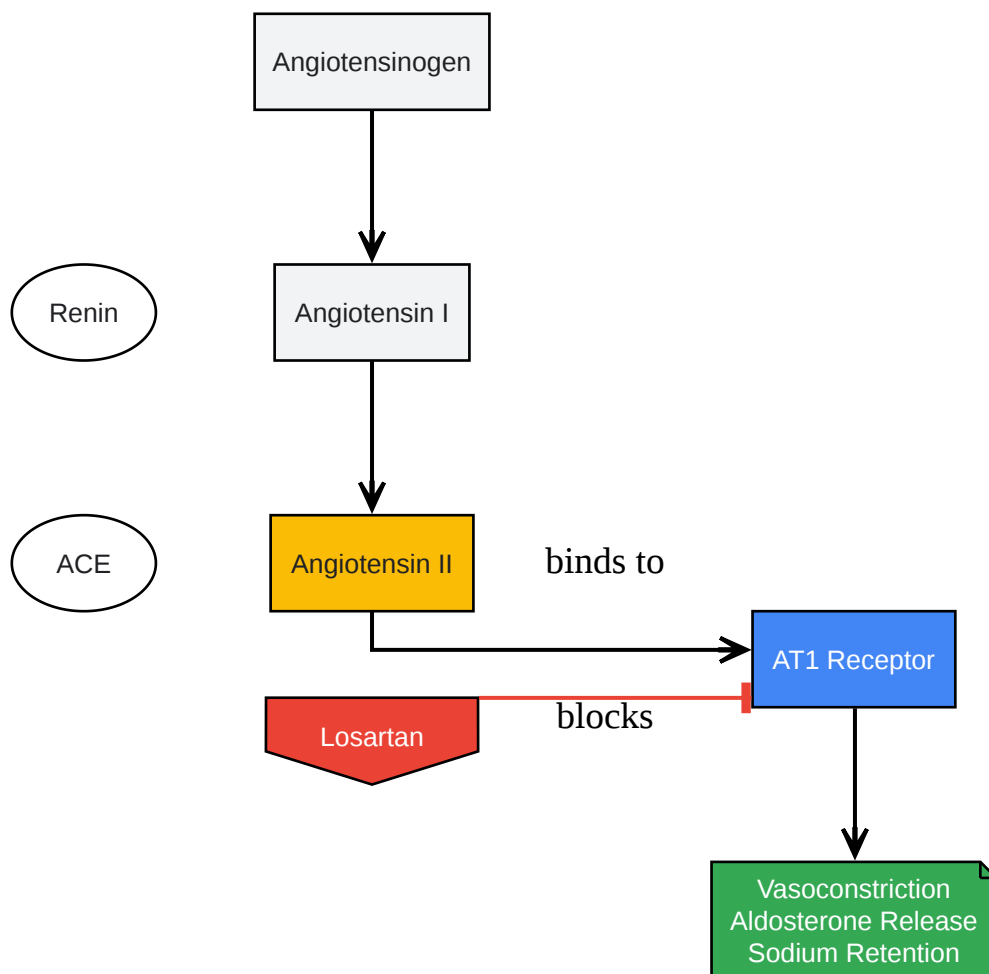 Angiotensinogen
Renin
Angiotensin I
ACE
Angiotensin II
binds to
AT1 Receptor
Losartan
blocks
Vasoconstriction
Aldosterone Release
Sodium Retention